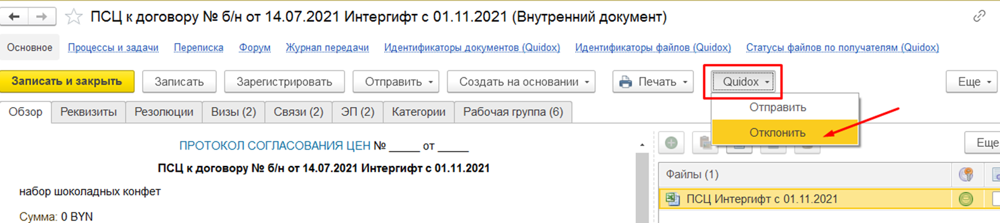 ПСЦ к договору № б/н от 14.07.2021 Интергифт с 01.11.2021 (Внутренний документ)
Основное Процессы и задачи Переписка Форум Журнал передачи Идентификаторы документов (Quidox) Идентификаторы файлов (Quidox) Статусы файлов по получателям (Quidox)
Записать и закрыть Записать Зарегистрировать Отправить Создать на основании Печать Quidox Еще
Отправить
Отклонить
Обзор Реквизиты Резолюции Визы (2) Связи (2) ЭП (2) Категории Рабочая группа (6)
Еще
ПРОТОКОЛ СОГЛАСОВАНИЯ ЦЕН № _____ от _____
ПСЦ к договору № б/н от 14.07.2021 Интергифт с 01.11.2021
набор шоколадных конфет
Сумма: 0 BYN
Файлы (1)
ПСЦ Интергифт с 01.11.2021